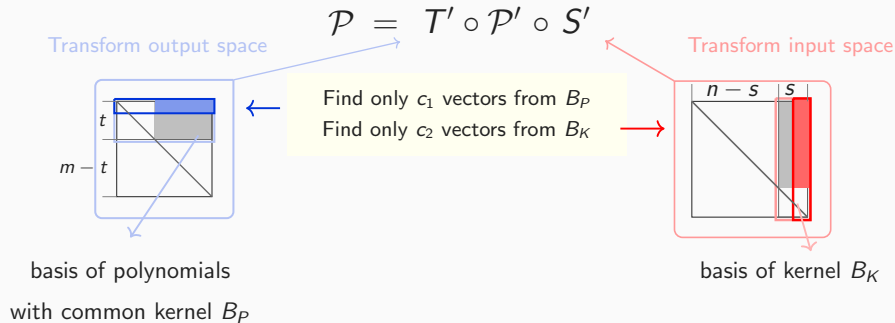 𝒫 = T′ ∘ 𝒫′ ∘ S′
Transform output space
Transform input space
Find only c₁ vectors from B_P
Find only c₂ vectors from B_K
t
m − t
n − s
s
basis of polynomials
with common kernel B_P
basis of kernel B_K